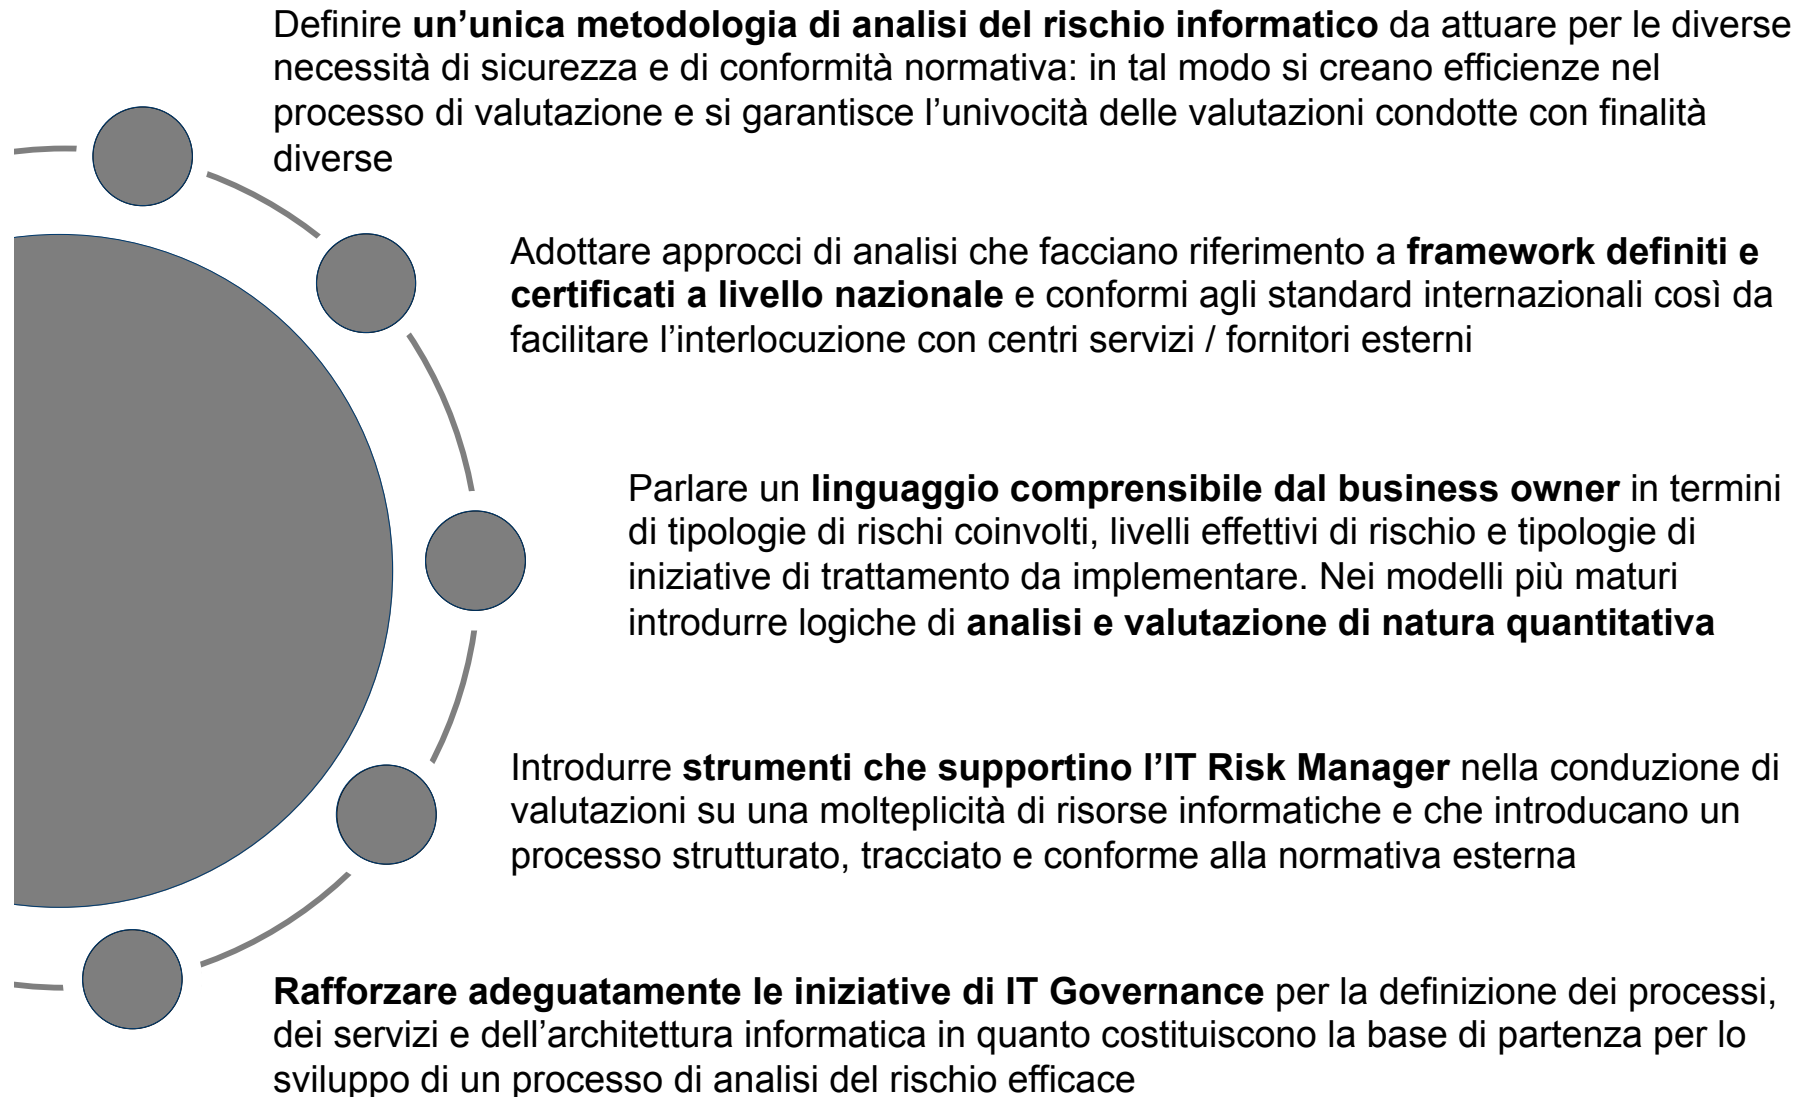 Definire un’unica metodologia di analisi del rischio informatico da attuare per le diverse
necessità di sicurezza e di conformità normativa: in tal modo si creano efficienze nel
processo di valutazione e si garantisce l’univocità delle valutazioni condotte con finalità
diverse
Adottare approcci di analisi che facciano riferimento a framework definiti e
certificati a livello nazionale e conformi agli standard internazionali così da
facilitare l’interlocuzione con centri servizi / fornitori esterni
Parlare un linguaggio comprensibile dal business owner in termini
di tipologie di rischi coinvolti, livelli effettivi di rischio e tipologie di
iniziative di trattamento da implementare. Nei modelli più maturi
introdurre logiche di analisi e valutazione di natura quantitativa
Introdurre strumenti che supportino l’IT Risk Manager nella conduzione di
valutazioni su una molteplicità di risorse informatiche e che introducano un
processo strutturato, tracciato e conforme alla normativa esterna
Rafforzare adeguatamente le iniziative di IT Governance per la definizione dei processi,
dei servizi e dell’architettura informatica in quanto costituiscono la base di partenza per lo
sviluppo di un processo di analisi del rischio efficace